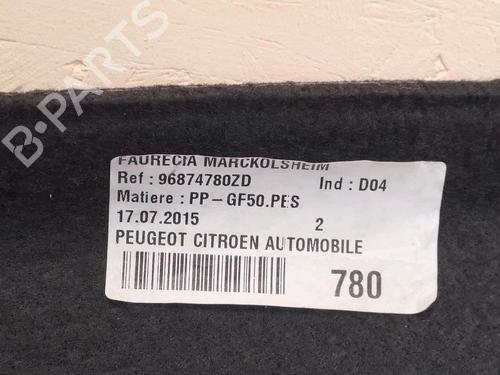 B-PARTS
FAURECIA MARCKOLSHEIM
Ref : 96874780ZD Ind : D04
Matiere : PP-GF50.PES
17.07.2015 2
PEUGEOT CITROEN AUTOMOBILE
780